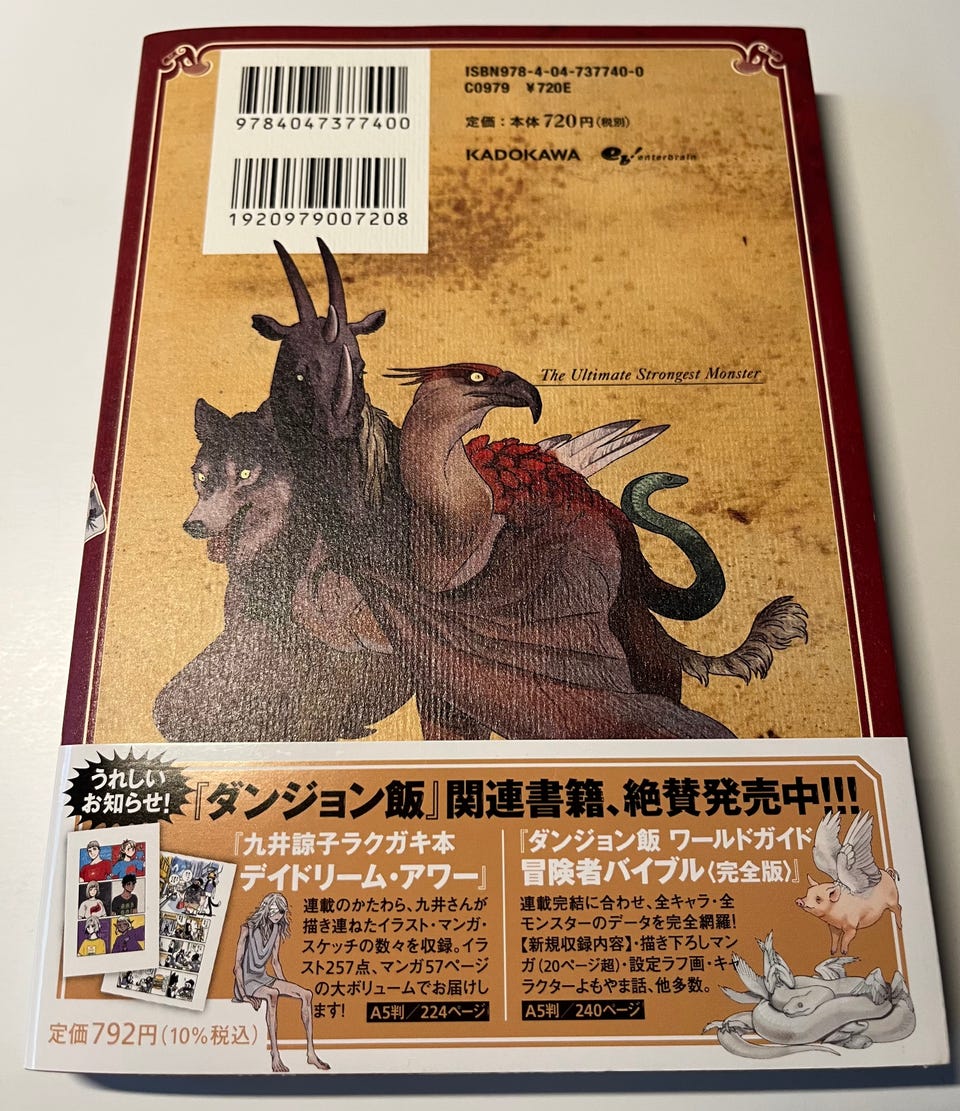 ISBN978-4-04-737740-0
C0979 ￥720E
9784047377400
定価：本体720円(税別)
KADOKAWA eb! enterbrain
1920979007208
The Ultimate Strongest Monster
うれしい
お知らせ!
『ダンジョン飯』関連書籍、絶賛発売中!!!
『九井諒子ラクガキ本
デイドリーム・アワー』
連載のかたわら、九井さんが
描き連ねたイラスト・マンガ・
スケッチの数々を収録。イラ
スト257点、マンガ57ページ
の大ボリュームでお届けし
ます!
A5判／224ページ
『ダンジョン飯 ワールドガイド
冒険者バイブル〈完全版〉』
連載完結に合わせ、全キャラ・全
モンスターのデータを完全網羅!
【新規収録内容】・描き下ろしマン
ガ(20ページ超)・設定ラフ画・キャ
ラクターよもやま話、他多数。
A5判／240ページ
定価792円(10%税込)